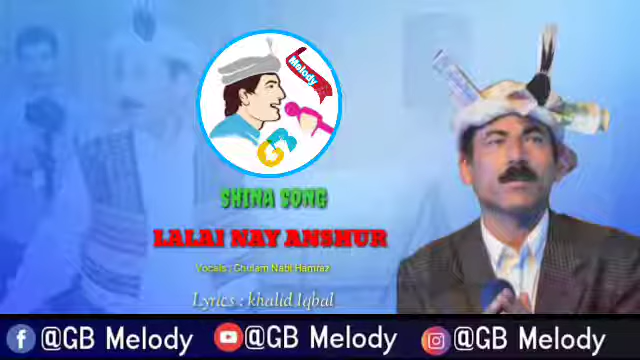 Melody
G
SHINA SONG
LALAI NAY ANSHUR
Vocals : Ghulam Nabi Hamraz
Lyrics : khalid Iqbal
@GB Melody @GB Melody @GB Melody